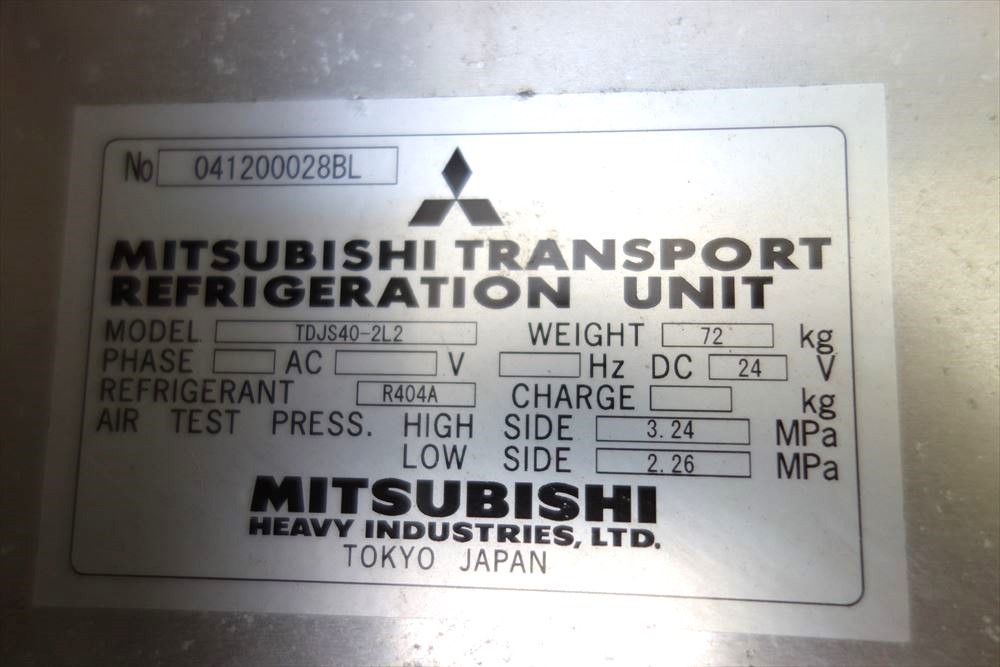 No 041200028BL
MITSUBISHI TRANSPORT
REFRIGERATION UNIT
MODEL TDJS40-2L2 WEIGHT 72 kg
PHASE AC V Hz DC 24 V
REFRIGERANT R404A CHARGE kg
AIR TEST PRESS. HIGH SIDE 3.24 MPa
LOW SIDE 2.26 MPa
MITSUBISHI
HEAVY INDUSTRIES, LTD.
TOKYO JAPAN